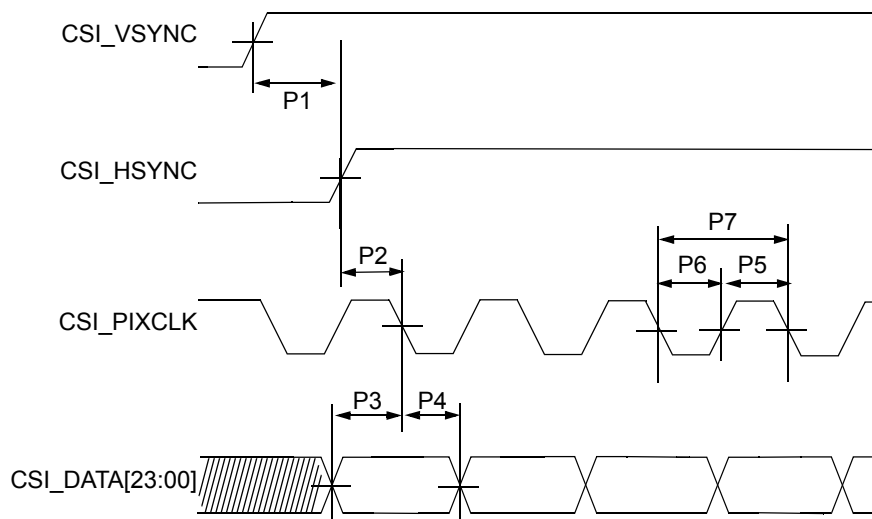 CSI_VSYNC
P1
CSI_HSYNC
P7
P2
P6
P5
CSI_PIXCLK
P3
P4
CSI_DATA[23:00]